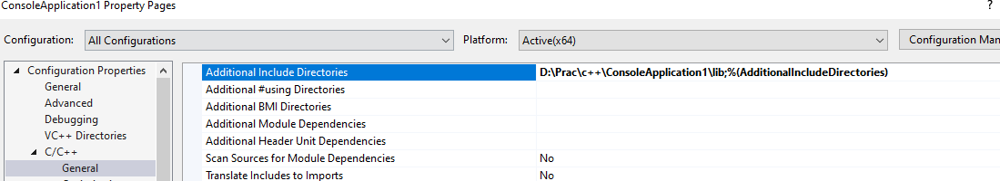 ConsoleApplication1 Property Pages ?
Configuration: All Configurations Platform: Active(x64) Configuration Man
Configuration Properties
General
Advanced
Debugging
VC++ Directories
C/C++
General
Additional Include Directories D:\Prac\c++\ConsoleApplication1\lib;%(AdditionalIncludeDirectories)
Additional #using Directories
Additional BMI Directories
Additional Module Dependencies
Additional Header Unit Dependencies
Scan Sources for Module Dependencies No
Translate Includes to Imports No